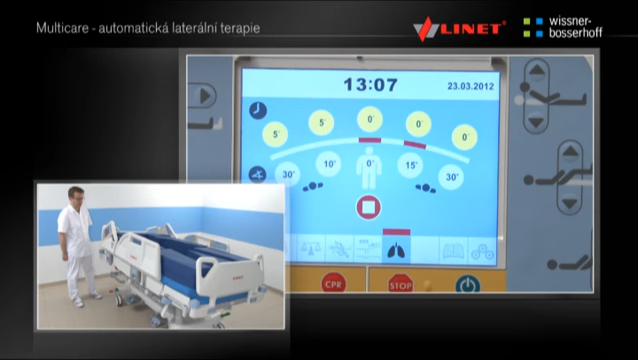 Multicare - automatická laterální terapie
LINET®
wissner-
bosserhoff
13:07
23.03.2012
5' 5' 0' 0' 0'
30° 10° 0° 15° 30°
CPR STOP